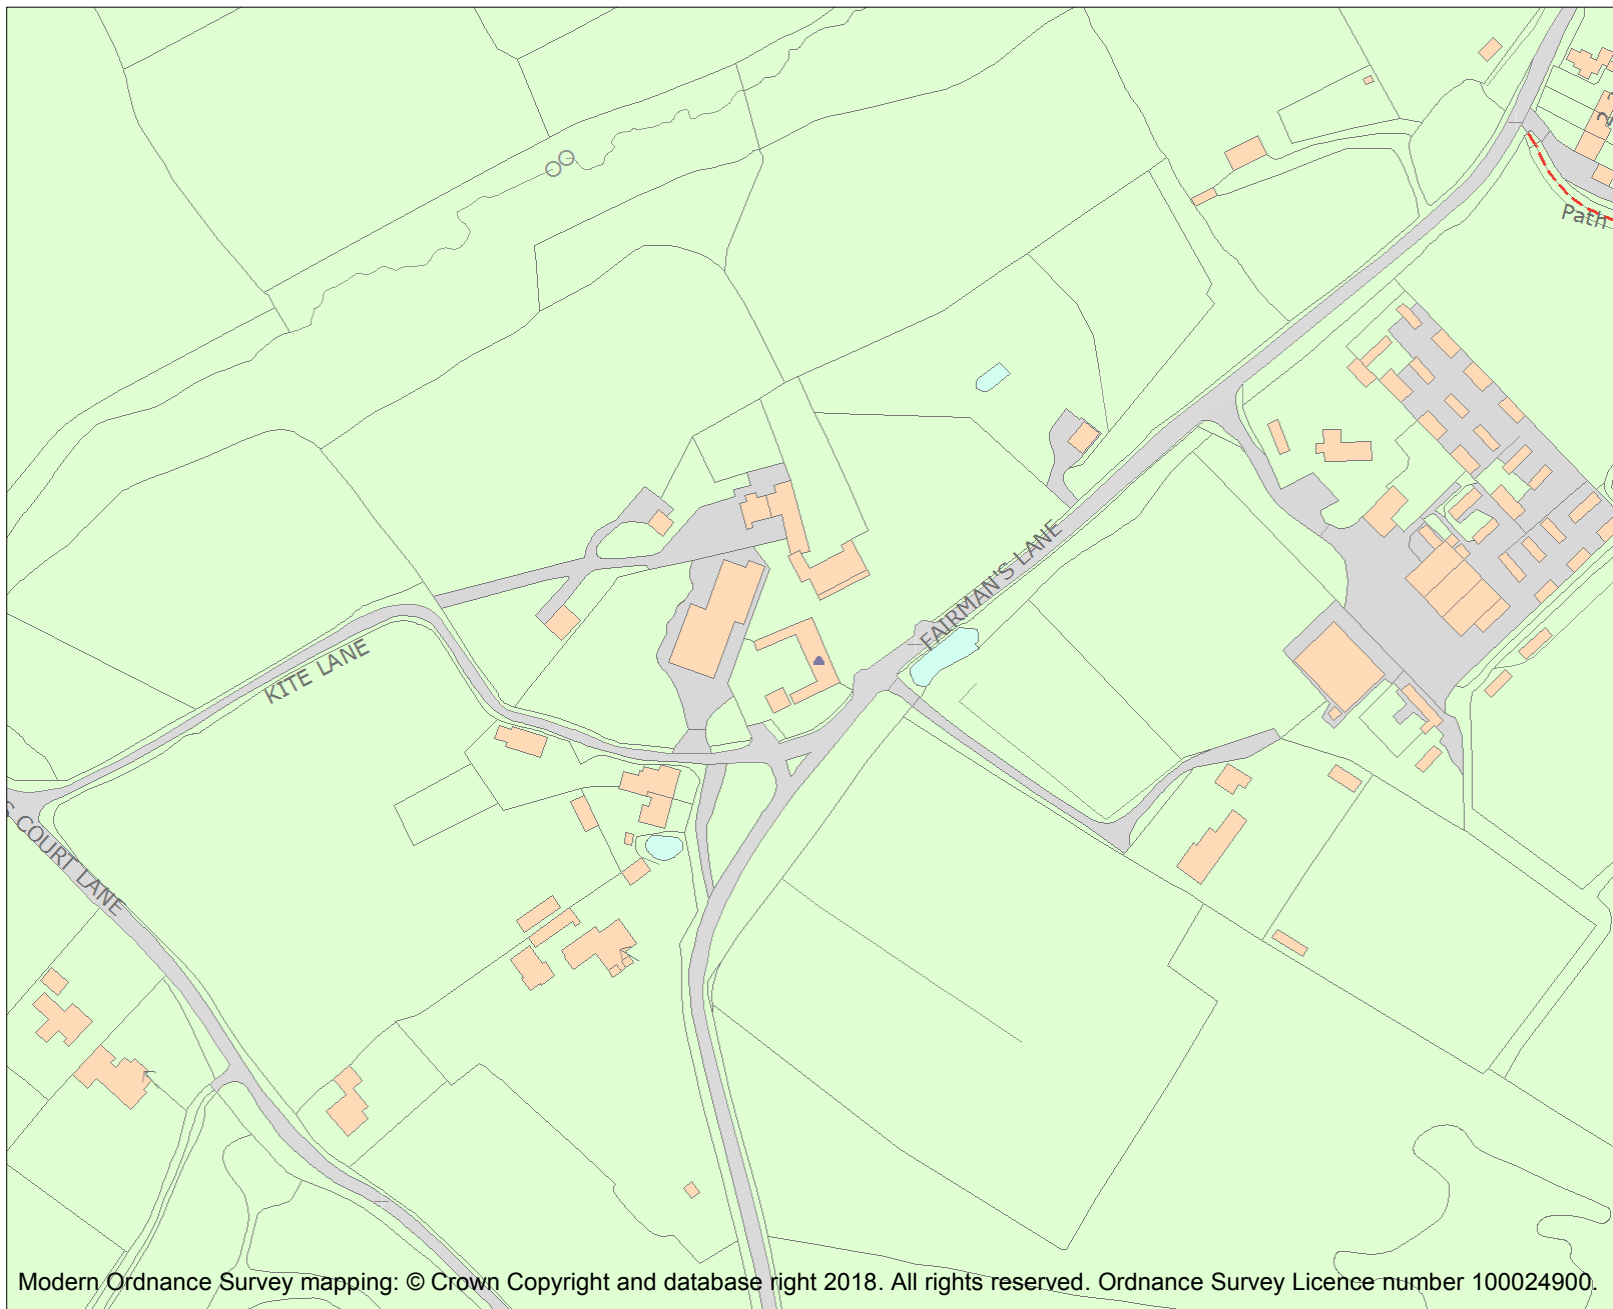 Path
FAIRMAN'S LANE
KITE LANE
COURT LANE
Modern Ordnance Survey mapping: © Crown Copyright and database right 2018. All rights reserved. Ordnance Survey Licence number 100024900.